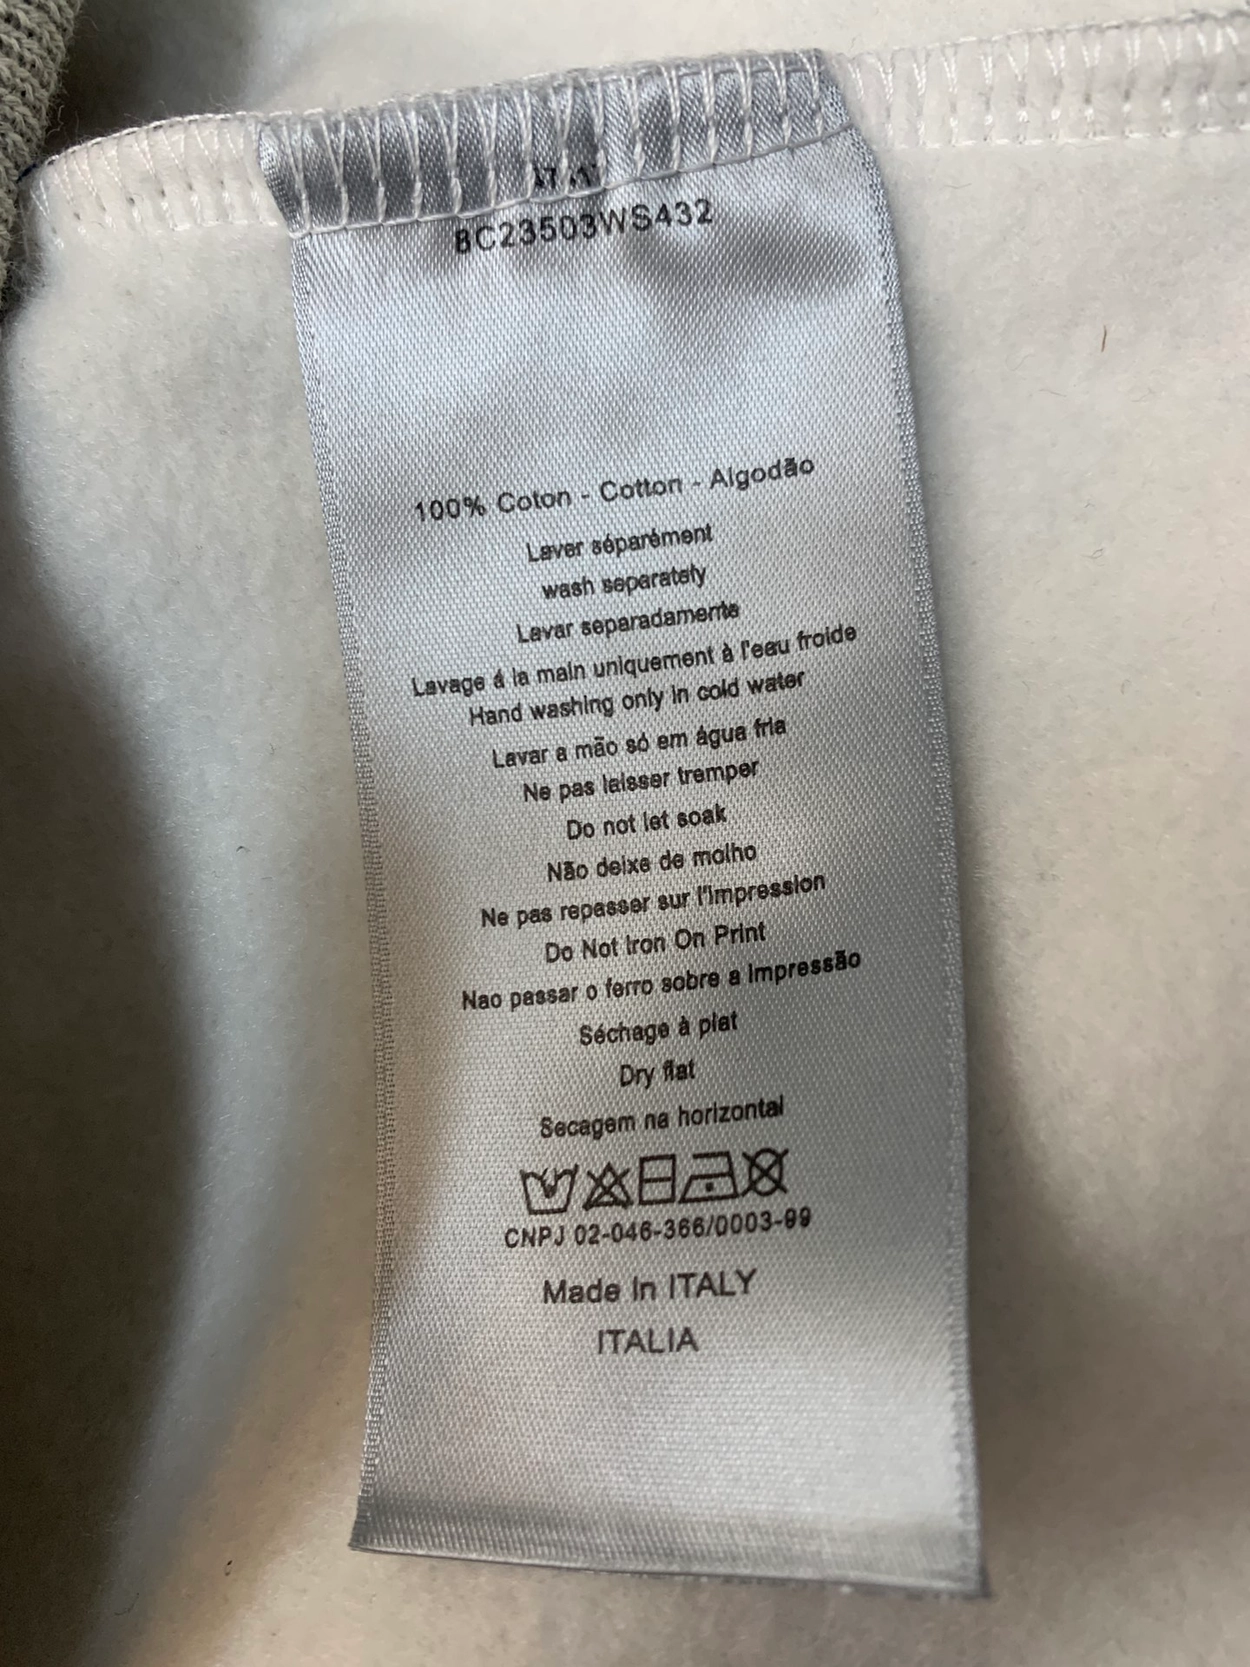 BC23503WS432
100% Coton - Cotton - Algodão
Laver séparément
wash separately
Lavar separadamente
Lavage á la main uniquement à l'eau froide
Hand washing only in cold water
Lavar a mão só em água fria
Ne pas laisser tremper
Do not let soak
Não deixe de molho
Ne pas repasser sur l'impression
Do Not Iron On Print
Nao passar o ferro sobre a impressão
Séchage à plat
Dry flat
Secagem na horizontal
CNPJ 02-046-366/0003-99
Made in ITALY
ITALIA